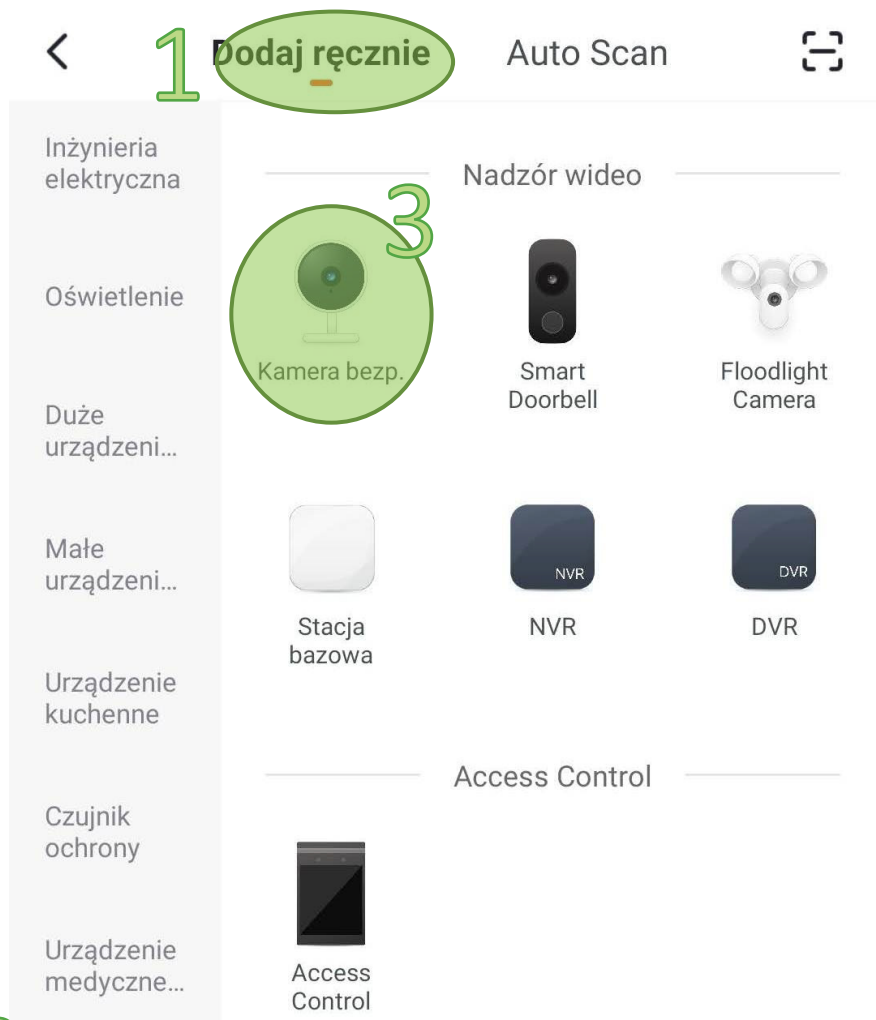 1
Dodaj ręcznie
Auto Scan
Inżynieria
elektryczna
Oświetlenie
Duże
urządzeni...
Małe
urządzeni...
Urządzenie
kuchenne
Czujnik
ochrony
Urządzenie
medyczne...
Nadzór wideo
3
Kamera bezp.
Smart
Doorbell
Floodlight
Camera
Stacja
bazowa
NVR
NVR
DVR
DVR
Access Control
Access
Control